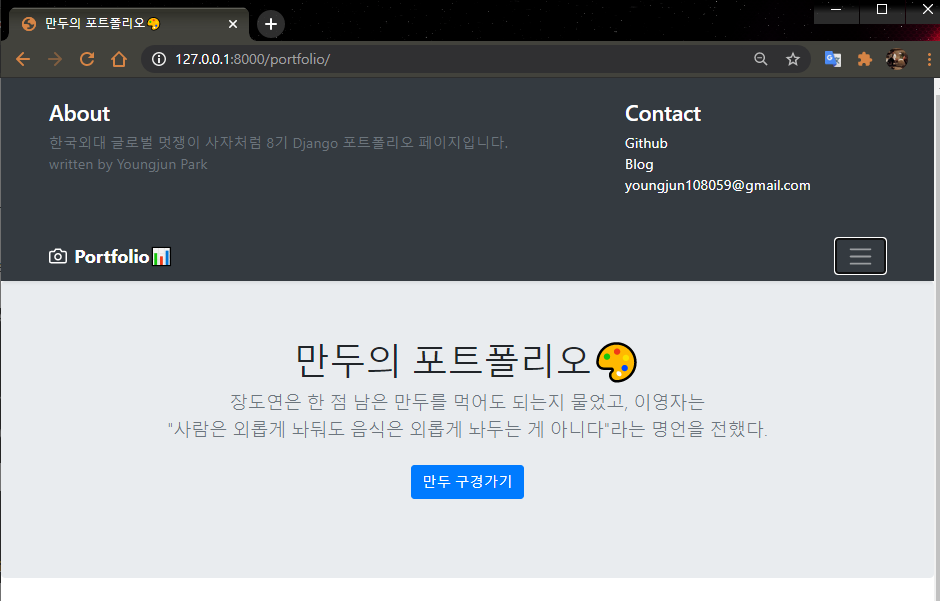 만두의 포트폴리오🎨
127.0.0.1:8000/portfolio/
About
한국외대 글로벌 멋쟁이 사자처럼 8기 Django 포트폴리오 페이지입니다.
written by Youngjun Park
Contact
Github
Blog
youngjun108059@gmail.com
Portfolio📊
만두의 포트폴리오🎨
장도연은 한 점 남은 만두를 먹어도 되는지 물었고, 이영자는
"사람은 외롭게 놔둬도 음식은 외롭게 놔두는 게 아니다"라는 명언을 전했다.
만두 구경가기